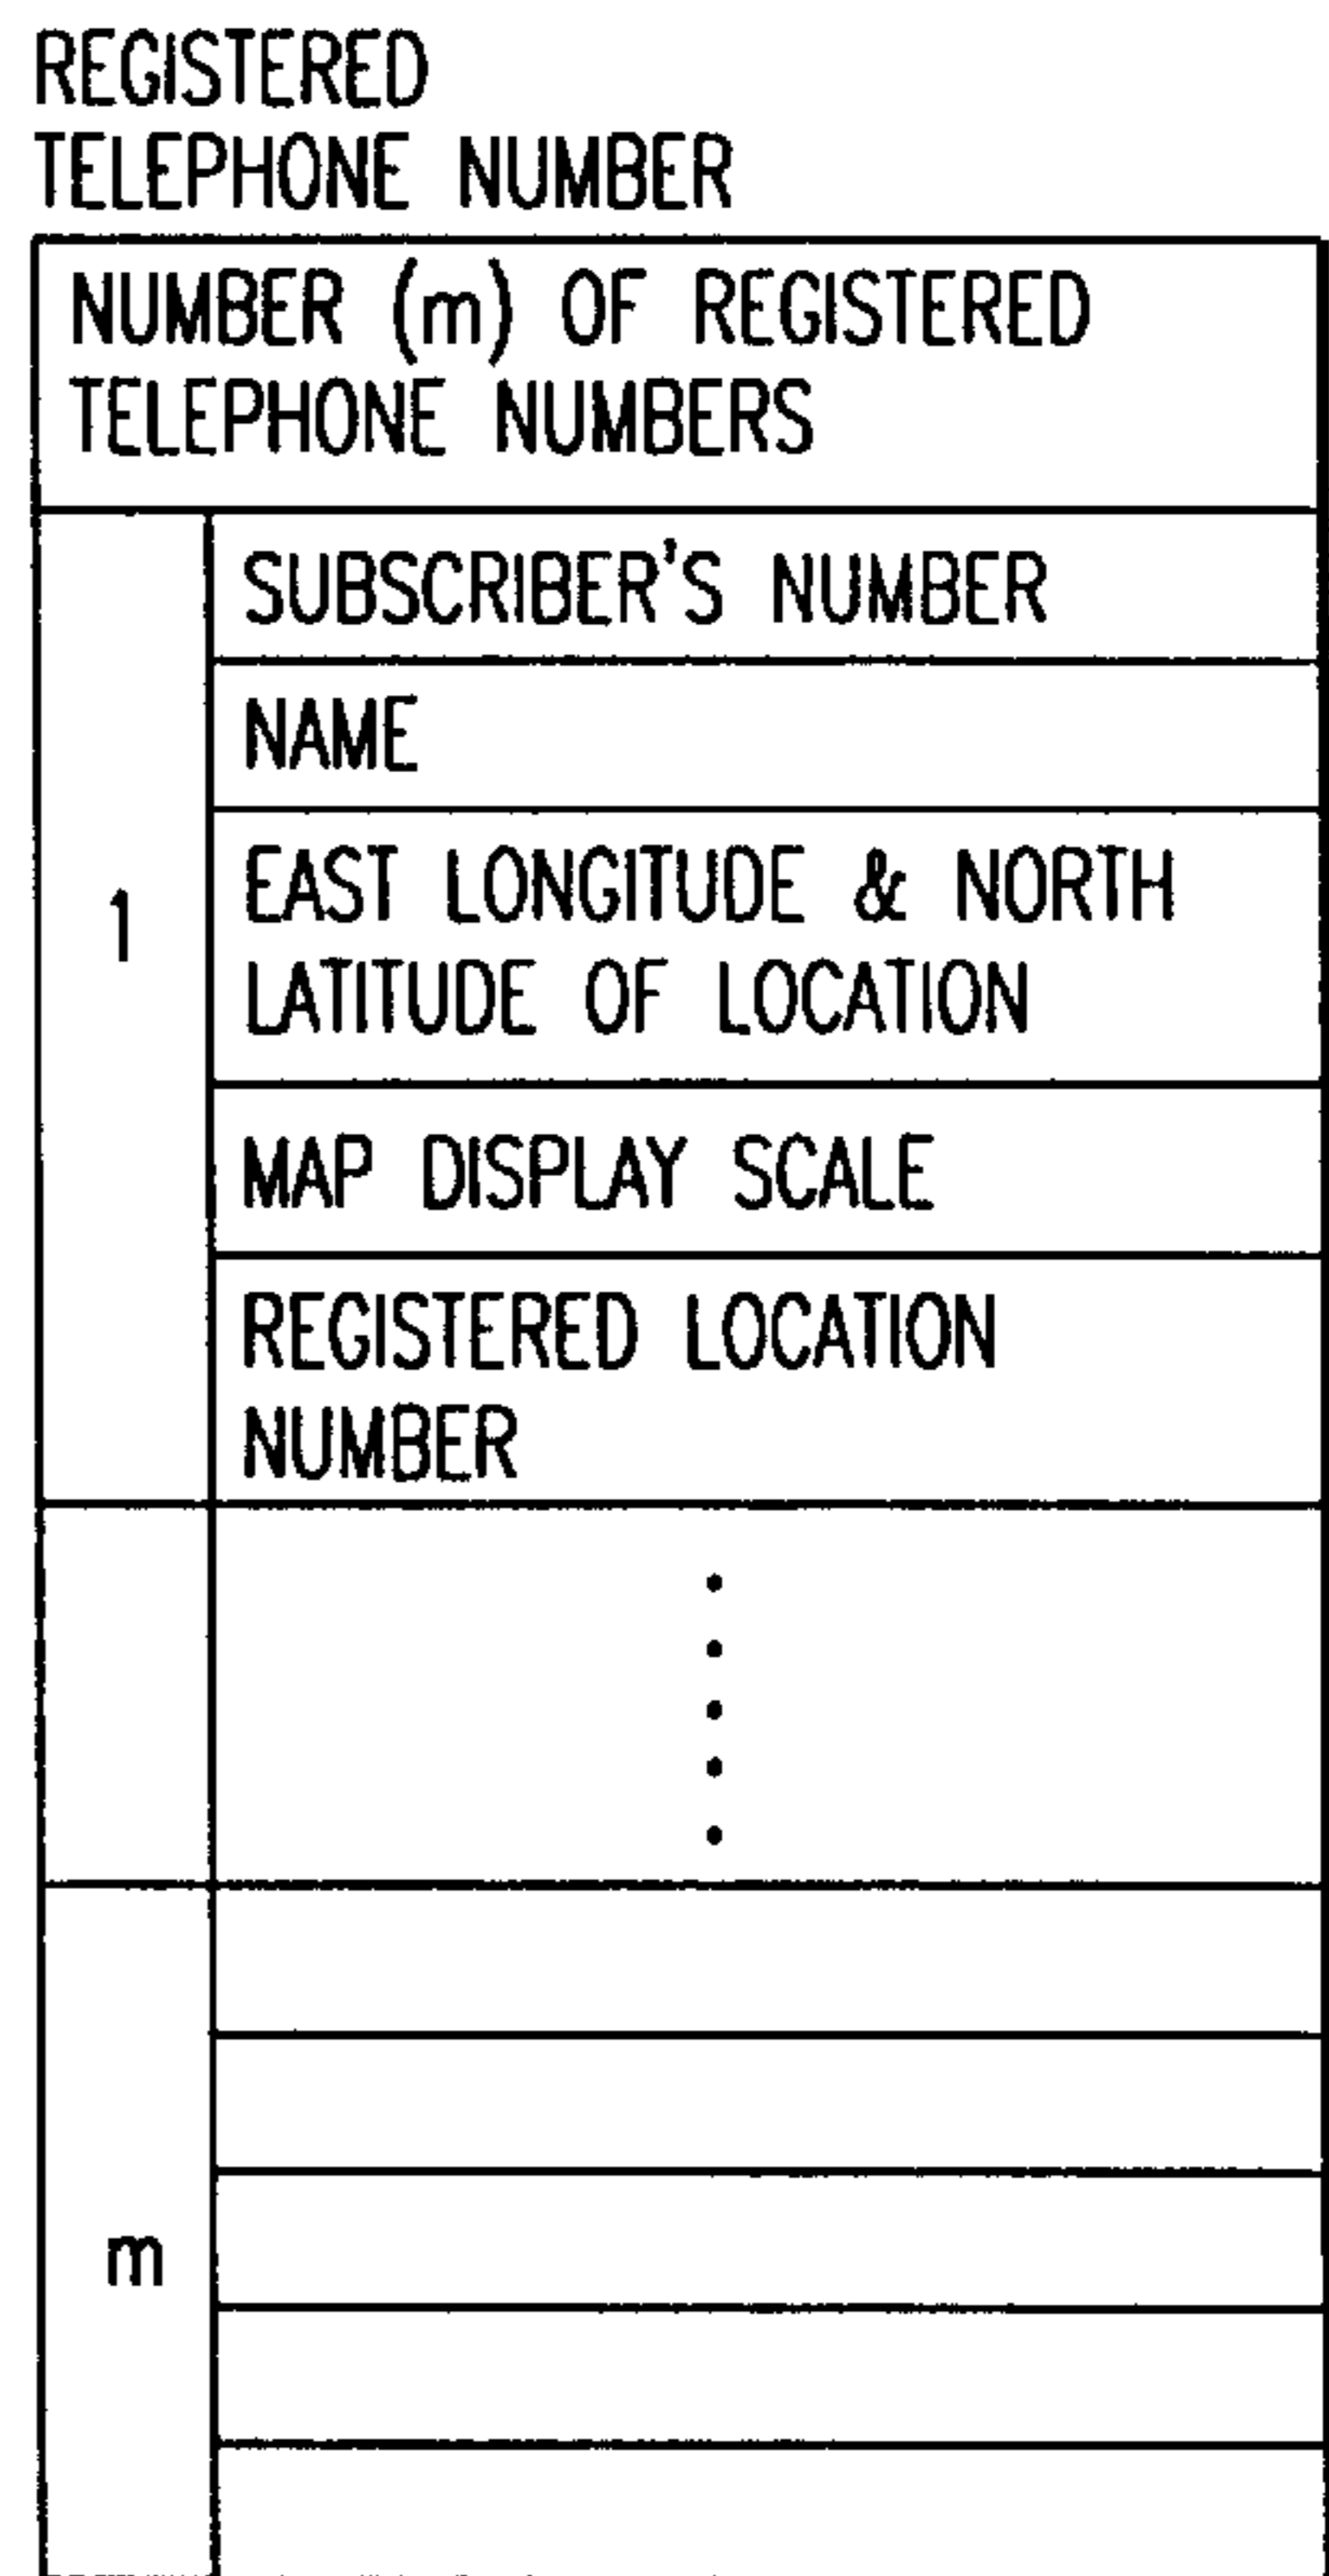 REGISTERED
TELEPHONE NUMBER
NUMBER (m) OF REGISTERED
TELEPHONE NUMBERS
SUBSCRIBER'S NUMBER
NAME
1
EAST LONGITUDE & NORTH
LATITUDE OF LOCATION
MAP DISPLAY SCALE
REGISTERED LOCATION
NUMBER
m